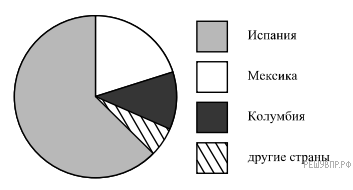 Испания
Мексика
Колумбия
другие страны
РЕШУВПР.РФ